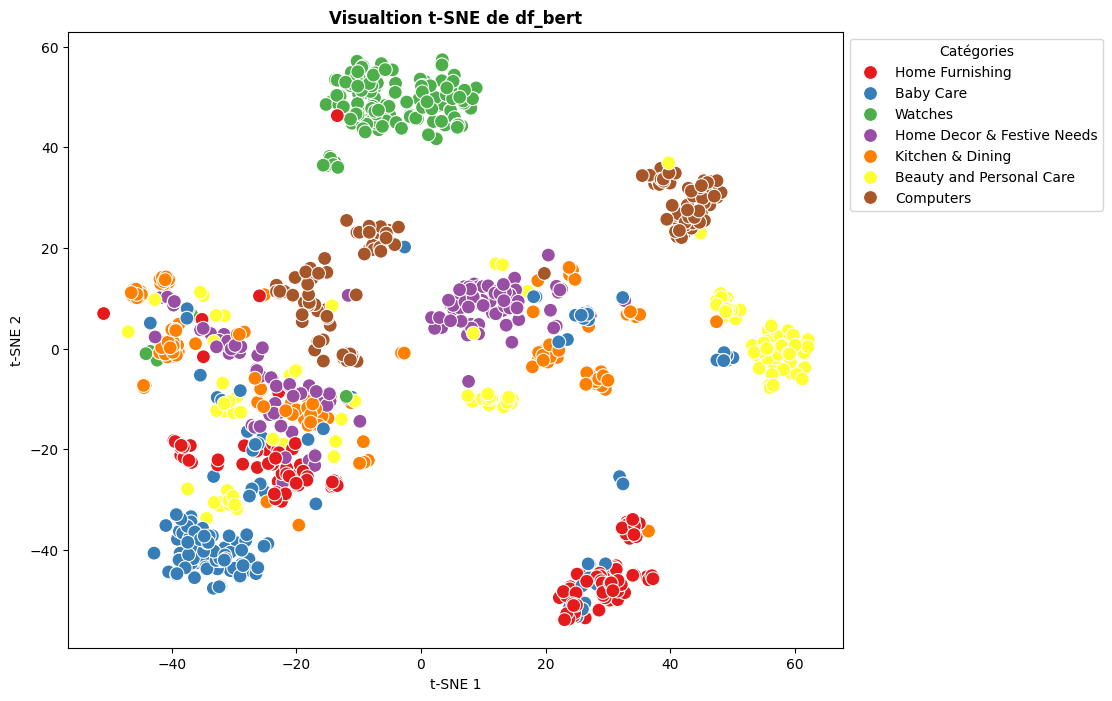 Visualtion t-SNE de df_bert
60
40
20
0
−20
−40
−40
−20
0
20
40
60
t-SNE 1
t-SNE 2
Catégories
Home Furnishing
Baby Care
Watches
Home Decor & Festive Needs
Kitchen & Dining
Beauty and Personal Care
Computers